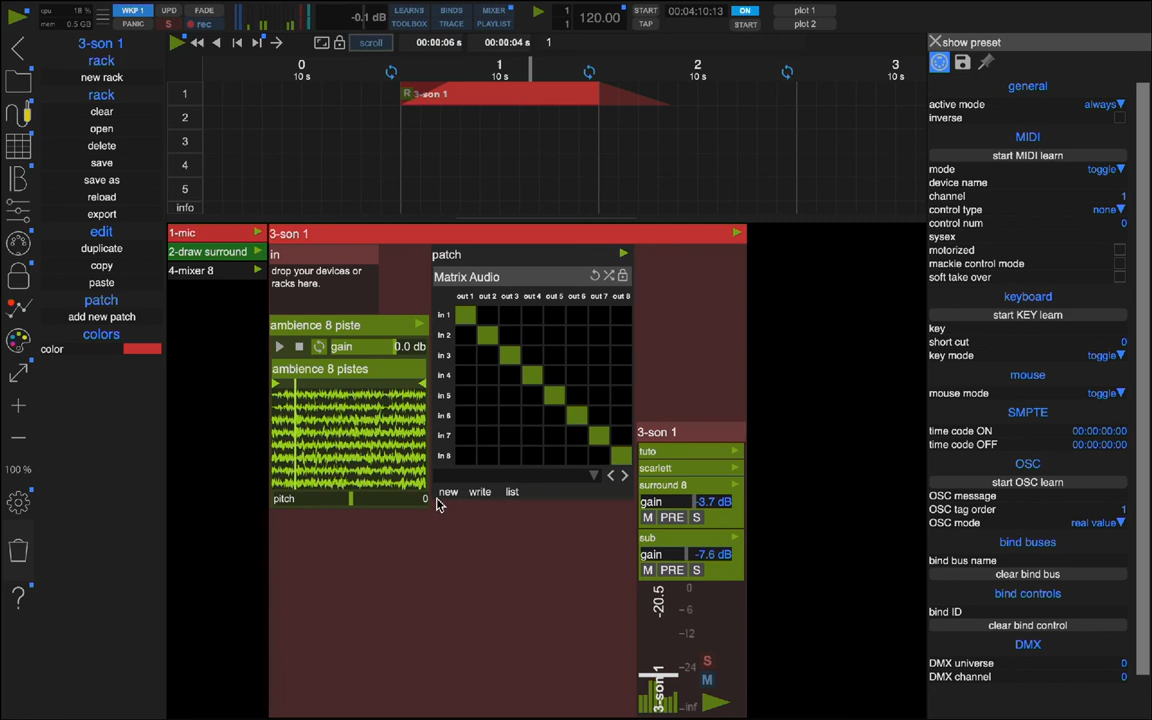 cpu 18 %
mem 0.5 GB
WKP 1
PANIC
UPD
S
FADE
rec
-0.1 dB
LEARNS
TOOLBOX
BINDS
TRACE
MIXER
PLAYLIST
1
1
120.00
START
TAP
00:04:10:13
ON
START
plot 1
plot 2
3-son 1
rack
new rack
rack
clear
open
delete
save
save as
reload
export
edit
duplicate
copy
paste
patch
add new patch
colors
color
100 %
?
scroll
00:00:06 s
00:00:04 s
1
0
10 s
1
10 s
2
10 s
3
10 s
1
R 3-son 1
2
3
4
5
info
1-mic
2-draw surround
4-mixer 8
3-son 1
in
drop your devices or
racks here.
ambience 8 piste
gain 0.0 db
ambience 8 pistes
pitch 0
patch
Matrix Audio
out 1 out 2 out 3 out 4 out 5 out 6 out 7 out 8
in 1
in 2
in 3
in 4
in 5
in 6
in 7
in 8
new write list
3-son 1
tuto
scarlett
surround 8
gain -3.7 dB
M PRE S
sub
gain -7.6 dB
M PRE S
-20.5
0
-6
-12
-24
-inf
S
M
3-son 1
show preset
general
active mode always
inverse
MIDI
start MIDI learn
mode toggle
device name
channel 1
control type none
control num 0
sysex
motorized
mackie control mode
soft take over
keyboard
start KEY learn
key
short cut 0
key mode toggle
mouse
mouse mode toggle
SMPTE
time code ON 00:00:00:00
time code OFF 00:00:00:00
OSC
start OSC learn
OSC message
OSC tag order 1
OSC mode real value
bind buses
bind bus name
clear bind bus
bind controls
bind ID
clear bind control
DMX
DMX universe 0
DMX channel 0